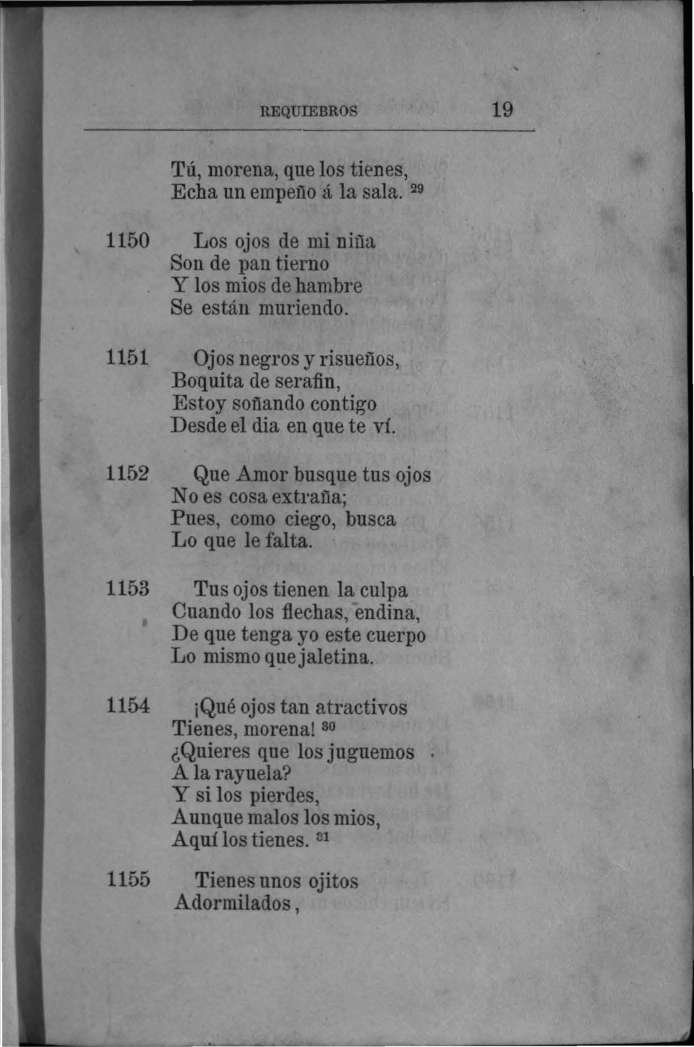 REQUIEBROS 19
Tú, morena, que los tienes,
Echa un empeño á la sala. 29
1150 Los ojos de mi niña
Son de pan tierno
Y los mios de hambre
Se están muriendo.
1151 Ojos negros y risueños,
Boquita de serafin,
Estoy soñando contigo
Desde el dia en que te ví.
1152 Que Amor busque tus ojos
No es cosa extraña;
Pues, como ciego, busca
Lo que le falta.
1153 Tus ojos tienen la culpa
Cuando los flechas, endina,
De que tenga yo este cuerpo
Lo mismo que jaletina.
1154 ¡Qué ojos tan atractivos
Tienes, morena! 30
¿Quieres que los juguemos
A la rayuela?
Y si los pierdes,
Aunque malos los mios,
Aquí los tienes. 31
1155 Tienes unos ojitos
Adormilados,